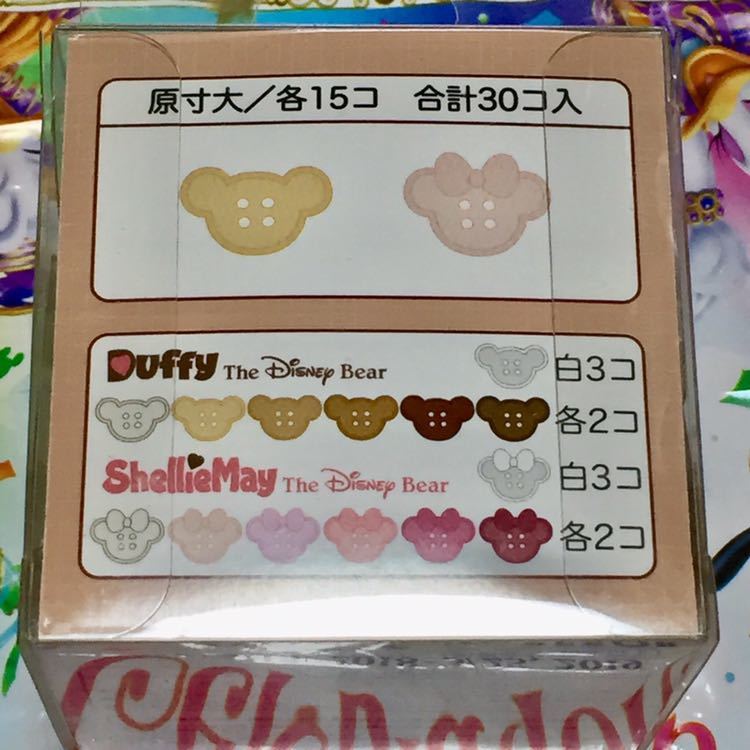 原寸大／各15コ　合計30コ入
Duffy The Disney Bear 白3コ
各2コ
ShellieMay The Disney Bear 白3コ
各2コ
2019